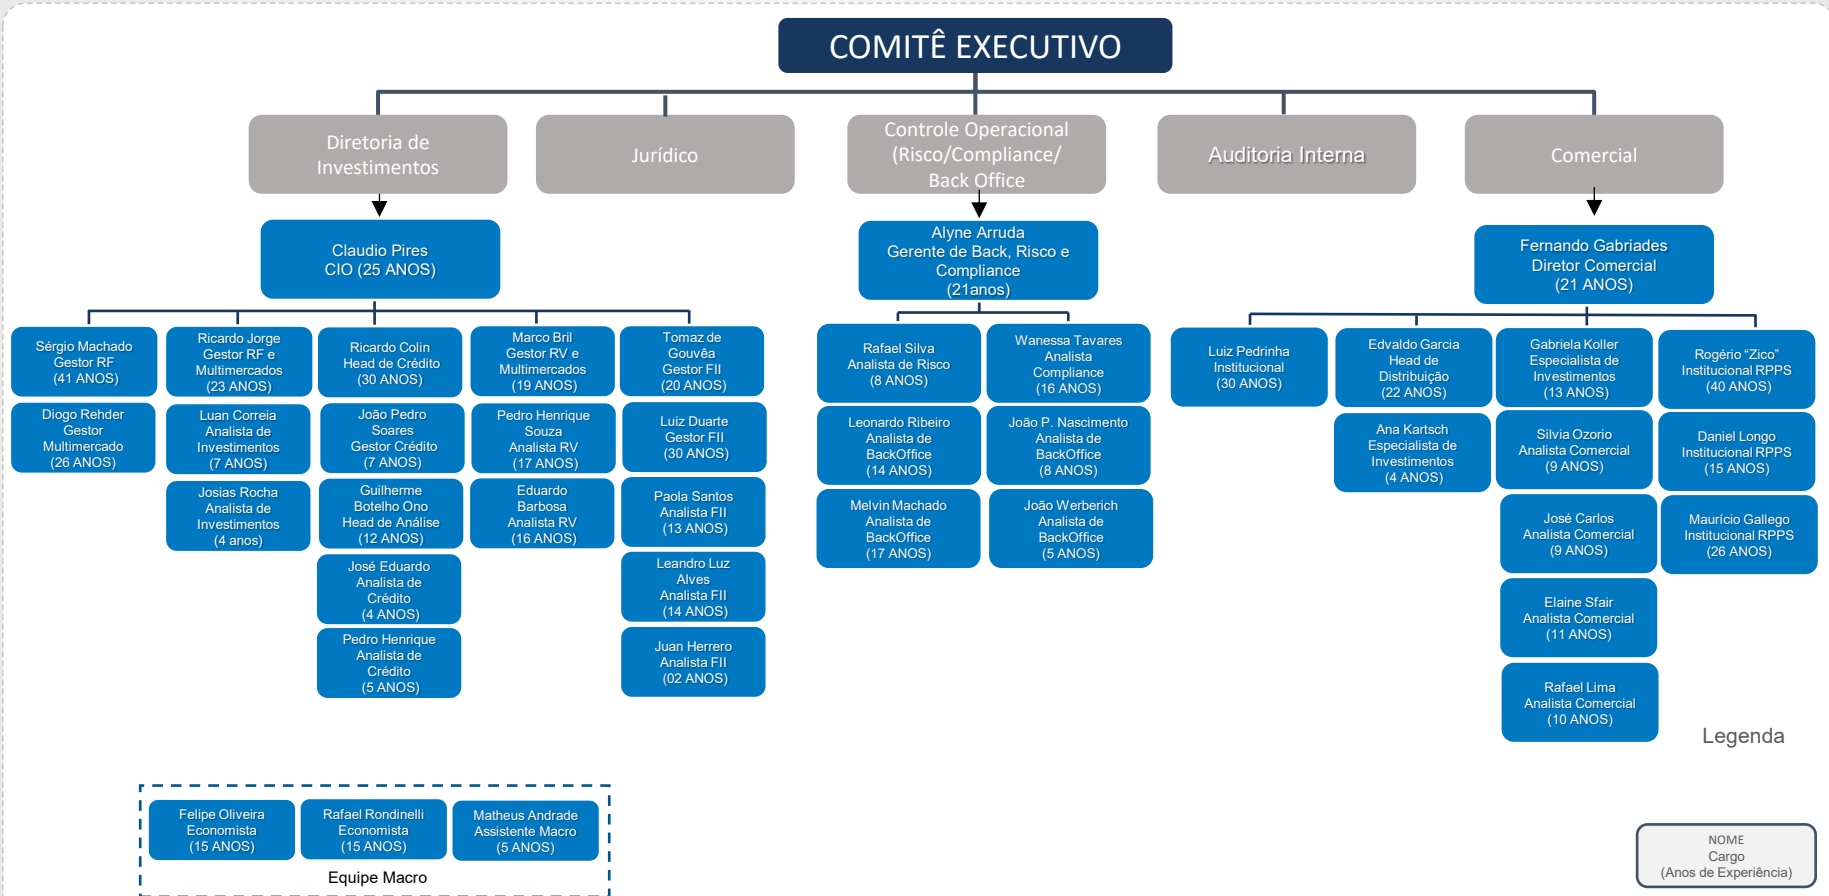 COMITÊ EXECUTIVO
Diretoria de
Investimentos
Jurídico
Controle Operacional
(Risco/Compliance/
Back Office
Auditoria Interna
Comercial
Claudio Pires
CIO (25 ANOS)
Alyne Arruda
Gerente de Back, Risco e
Compliance
(21anos)
Fernando Gabriades
Diretor Comercial
(21 ANOS)
Sérgio Machado
Gestor RF
(41 ANOS)
Diogo Rehder
Gestor
Multimercado
(26 ANOS)
Ricardo Jorge
Gestor RF e
Multimercados
(23 ANOS)
Luan Correia
Analista de
Investimentos
(7 ANOS)
Josias Rocha
Analista de
Investimentos
(4 anos)
Ricardo Colin
Head de Crédito
(30 ANOS)
João Pedro
Soares
Gestor Crédito
(7 ANOS)
Guilherme
Botelho Ono
Head de Análise
(12 ANOS)
José Eduardo
Analista de
Crédito
(4 ANOS)
Pedro Henrique
Analista de
Crédito
(5 ANOS)
Marco Bril
Gestor RV e
Multimercados
(19 ANOS)
Pedro Henrique
Souza
Analista RV
(17 ANOS)
Eduardo
Barbosa
Analista RV
(16 ANOS)
Tomaz de
Gouvêa
Gestor FII
(20 ANOS)
Luiz Duarte
Gestor FII
(30 ANOS)
Paola Santos
Analista FII
(13 ANOS)
Leandro Luz
Alves
Analista FII
(14 ANOS)
Juan Herrero
Analista FII
(02 ANOS)
Rafael Silva
Analista de Risco
(8 ANOS)
Leonardo Ribeiro
Analista de
BackOffice
(14 ANOS)
Melvin Machado
Analista de
BackOffice
(17 ANOS)
Wanessa Tavares
Analista
Compliance
(16 ANOS)
João P. Nascimento
Analista de
BackOffice
(8 ANOS)
João Werberich
Analista de
BackOffice
(5 ANOS)
Luiz Pedrinha
Institucional
(30 ANOS)
Edvaldo Garcia
Head de
Distribuição
(22 ANOS)
Ana Kartsch
Especialista de
Investimentos
(4 ANOS)
Gabriela Koller
Especialista de
Investimentos
(13 ANOS)
Silvia Ozorio
Analista Comercial
(9 ANOS)
José Carlos
Analista Comercial
(9 ANOS)
Elaine Sfair
Analista Comercial
(11 ANOS)
Rafael Lima
Analista Comercial
(10 ANOS)
Rogério “Zico”
Institucional RPPS
(40 ANOS)
Daniel Longo
Institucional RPPS
(15 ANOS)
Maurício Gallego
Institucional RPPS
(26 ANOS)
Legenda
NOME
Cargo
(Anos de Experiência)
Felipe Oliveira
Economista
(15 ANOS)
Rafael Rondinelli
Economista
(15 ANOS)
Matheus Andrade
Assistente Macro
(5 ANOS)
Equipe Macro